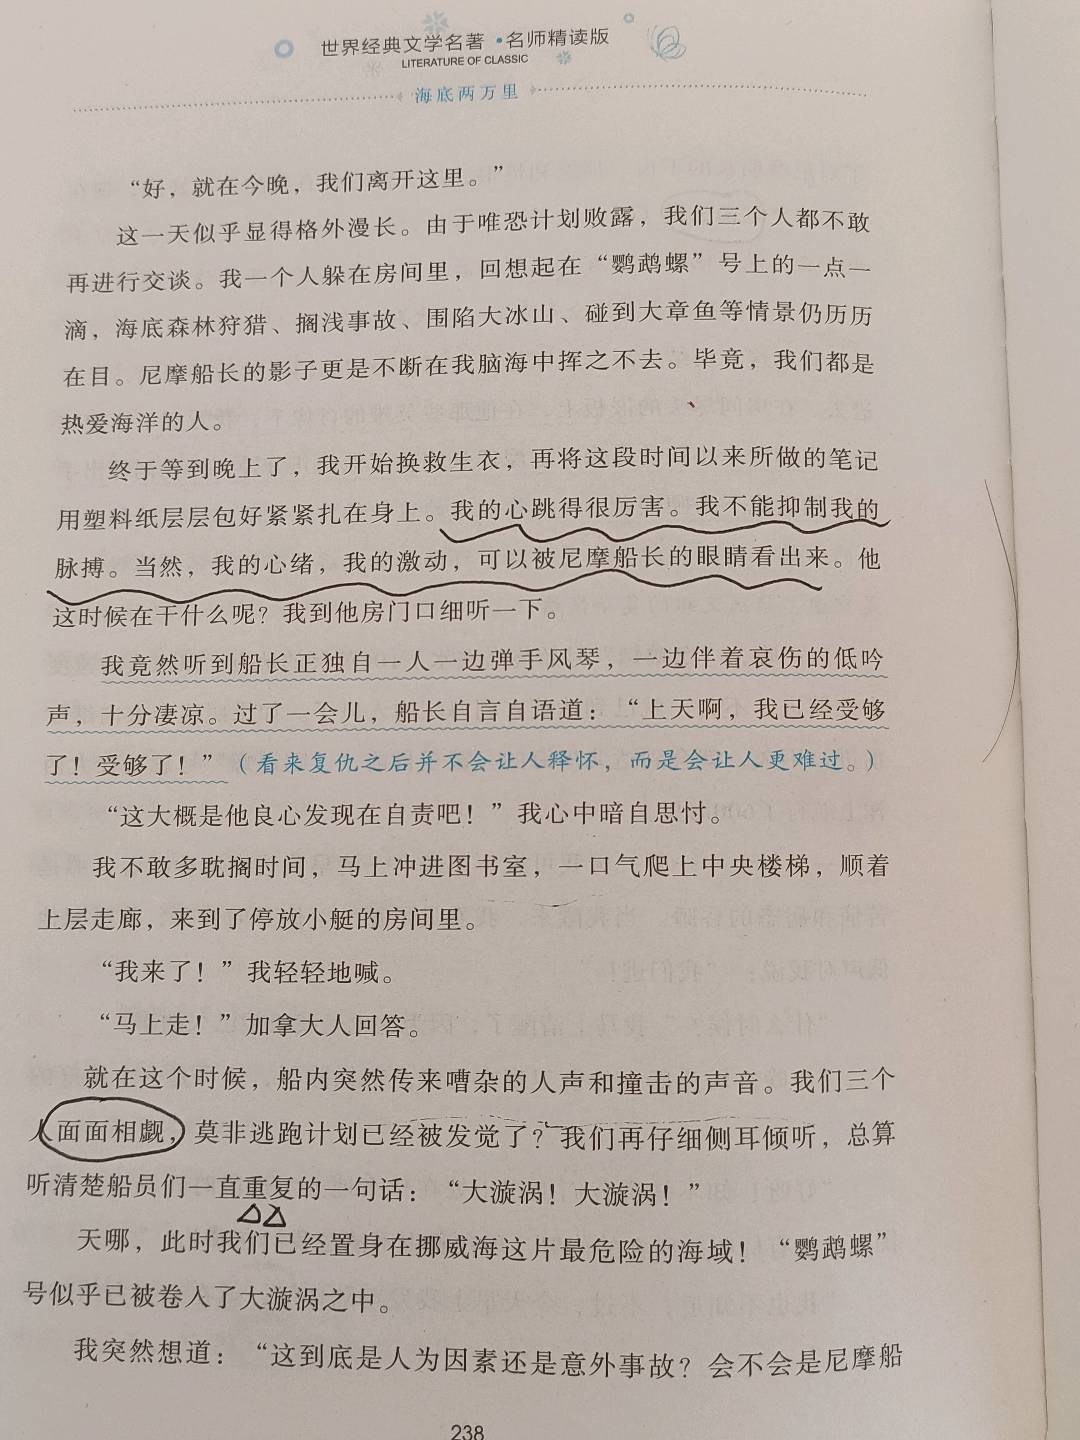 世界经典文学名著·名师精读版
LITERATURE OF CLASSIC
海底两万里
“好，就在今晚，我们离开这里。”
这一天似乎显得格外漫长。由于唯恐计划败露，我们三个人都不敢
再进行交谈。我一个人躲在房间里，回想起在“鹦鹉螺”号上的一点一
滴，海底森林狩猎、搁浅事故、围陷大冰山、碰到大章鱼等情景仍历历
在目。尼摩船长的影子更是不断在我脑海中挥之不去。毕竟，我们都是
热爱海洋的人。
终于等到晚上了，我开始换救生衣，再将这段时间以来所做的笔记
用塑料纸层层包好紧紧扎在身上。我的心跳得很厉害。我不能抑制我的
脉搏。当然，我的心绪，我的激动，可以被尼摩船长的眼睛看出来。他
这时候在干什么呢？我到他房门口细听一下。
我竟然听到船长正独自一人一边弹手风琴，一边伴着哀伤的低吟
声，十分凄凉。过了一会儿，船长自言自语道：“上天啊，我已经受够
了！受够了！”（看来复仇之后并不会让人释怀，而是会让人更难过。）
“这大概是他良心发现在自责吧！”我心中暗自思忖。
我不敢多耽搁时间，马上冲进图书室，一口气爬上中央楼梯，顺着
上层走廊，来到了停放小艇的房间里。
“我来了！”我轻轻地喊。
“马上走！”加拿大人回答。
就在这个时候，船内突然传来嘈杂的人声和撞击的声音。我们三个
人面面相觑，莫非逃跑计划已经被发觉了？我们再仔细侧耳倾听，总算
听清楚船员们一直重复的一句话：“大漩涡！大漩涡！”
天哪，此时我们已经置身在挪威海这片最危险的海域！“鹦鹉螺”
号似乎已被卷入了大漩涡之中。
我突然想道：“这到底是人为因素还是意外事故？会不会是尼摩船
238